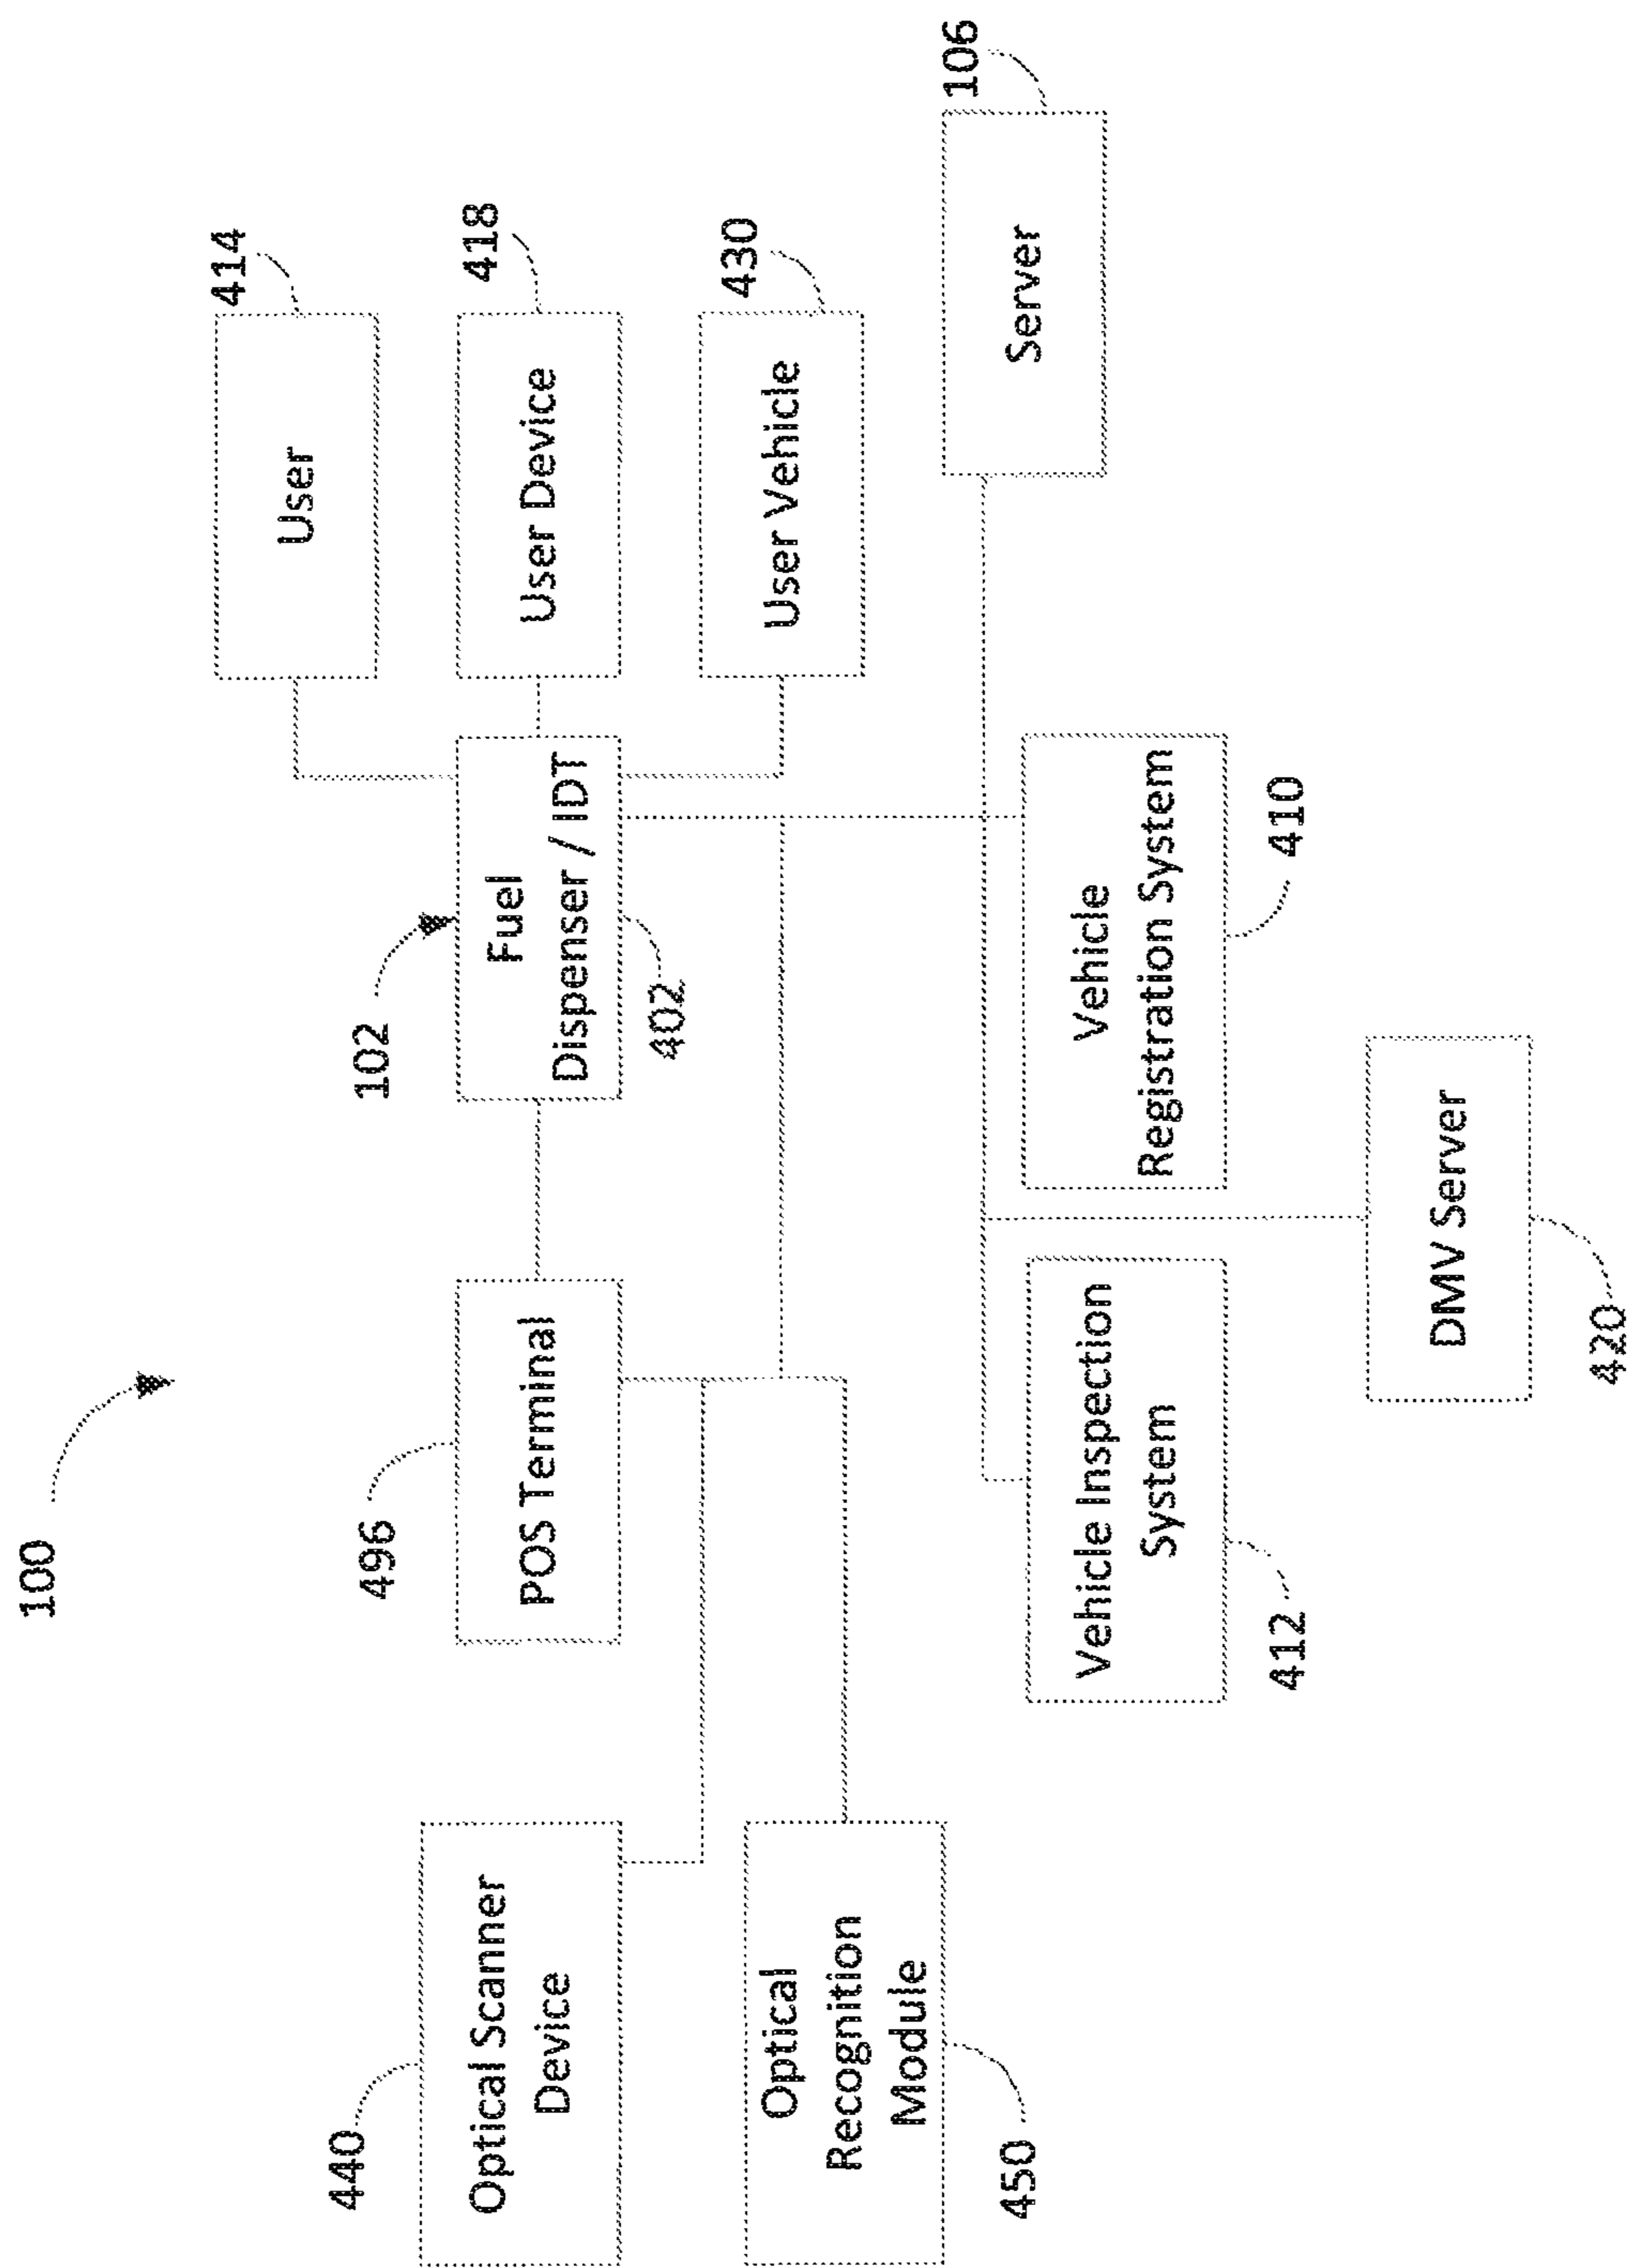 100
440
Optical Scanner
Device
450
Optical
Recognition
Module
496
POS Terminal
102
Fuel
Dispenser / IDT
402
414
User
418
User Device
430
User Vehicle
106
Server
412
Vehicle Inspection
System
410
Vehicle
Registration System
420
DMV Server